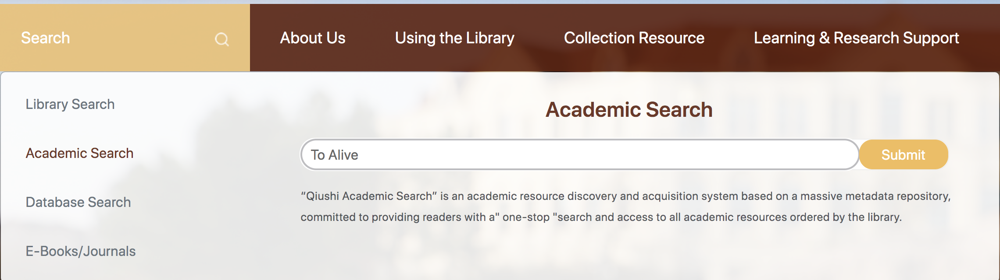 Search
About Us
Using the Library
Collection Resource
Learning & Research Support
Library Search
Academic Search
Database Search
E-Books/Journals
Academic Search
To Alive
Submit
“Qiushi Academic Search” is an academic resource discovery and acquisition system based on a massive metadata repository,
committed to providing readers with a" one-stop "search and access to all academic resources ordered by the library.